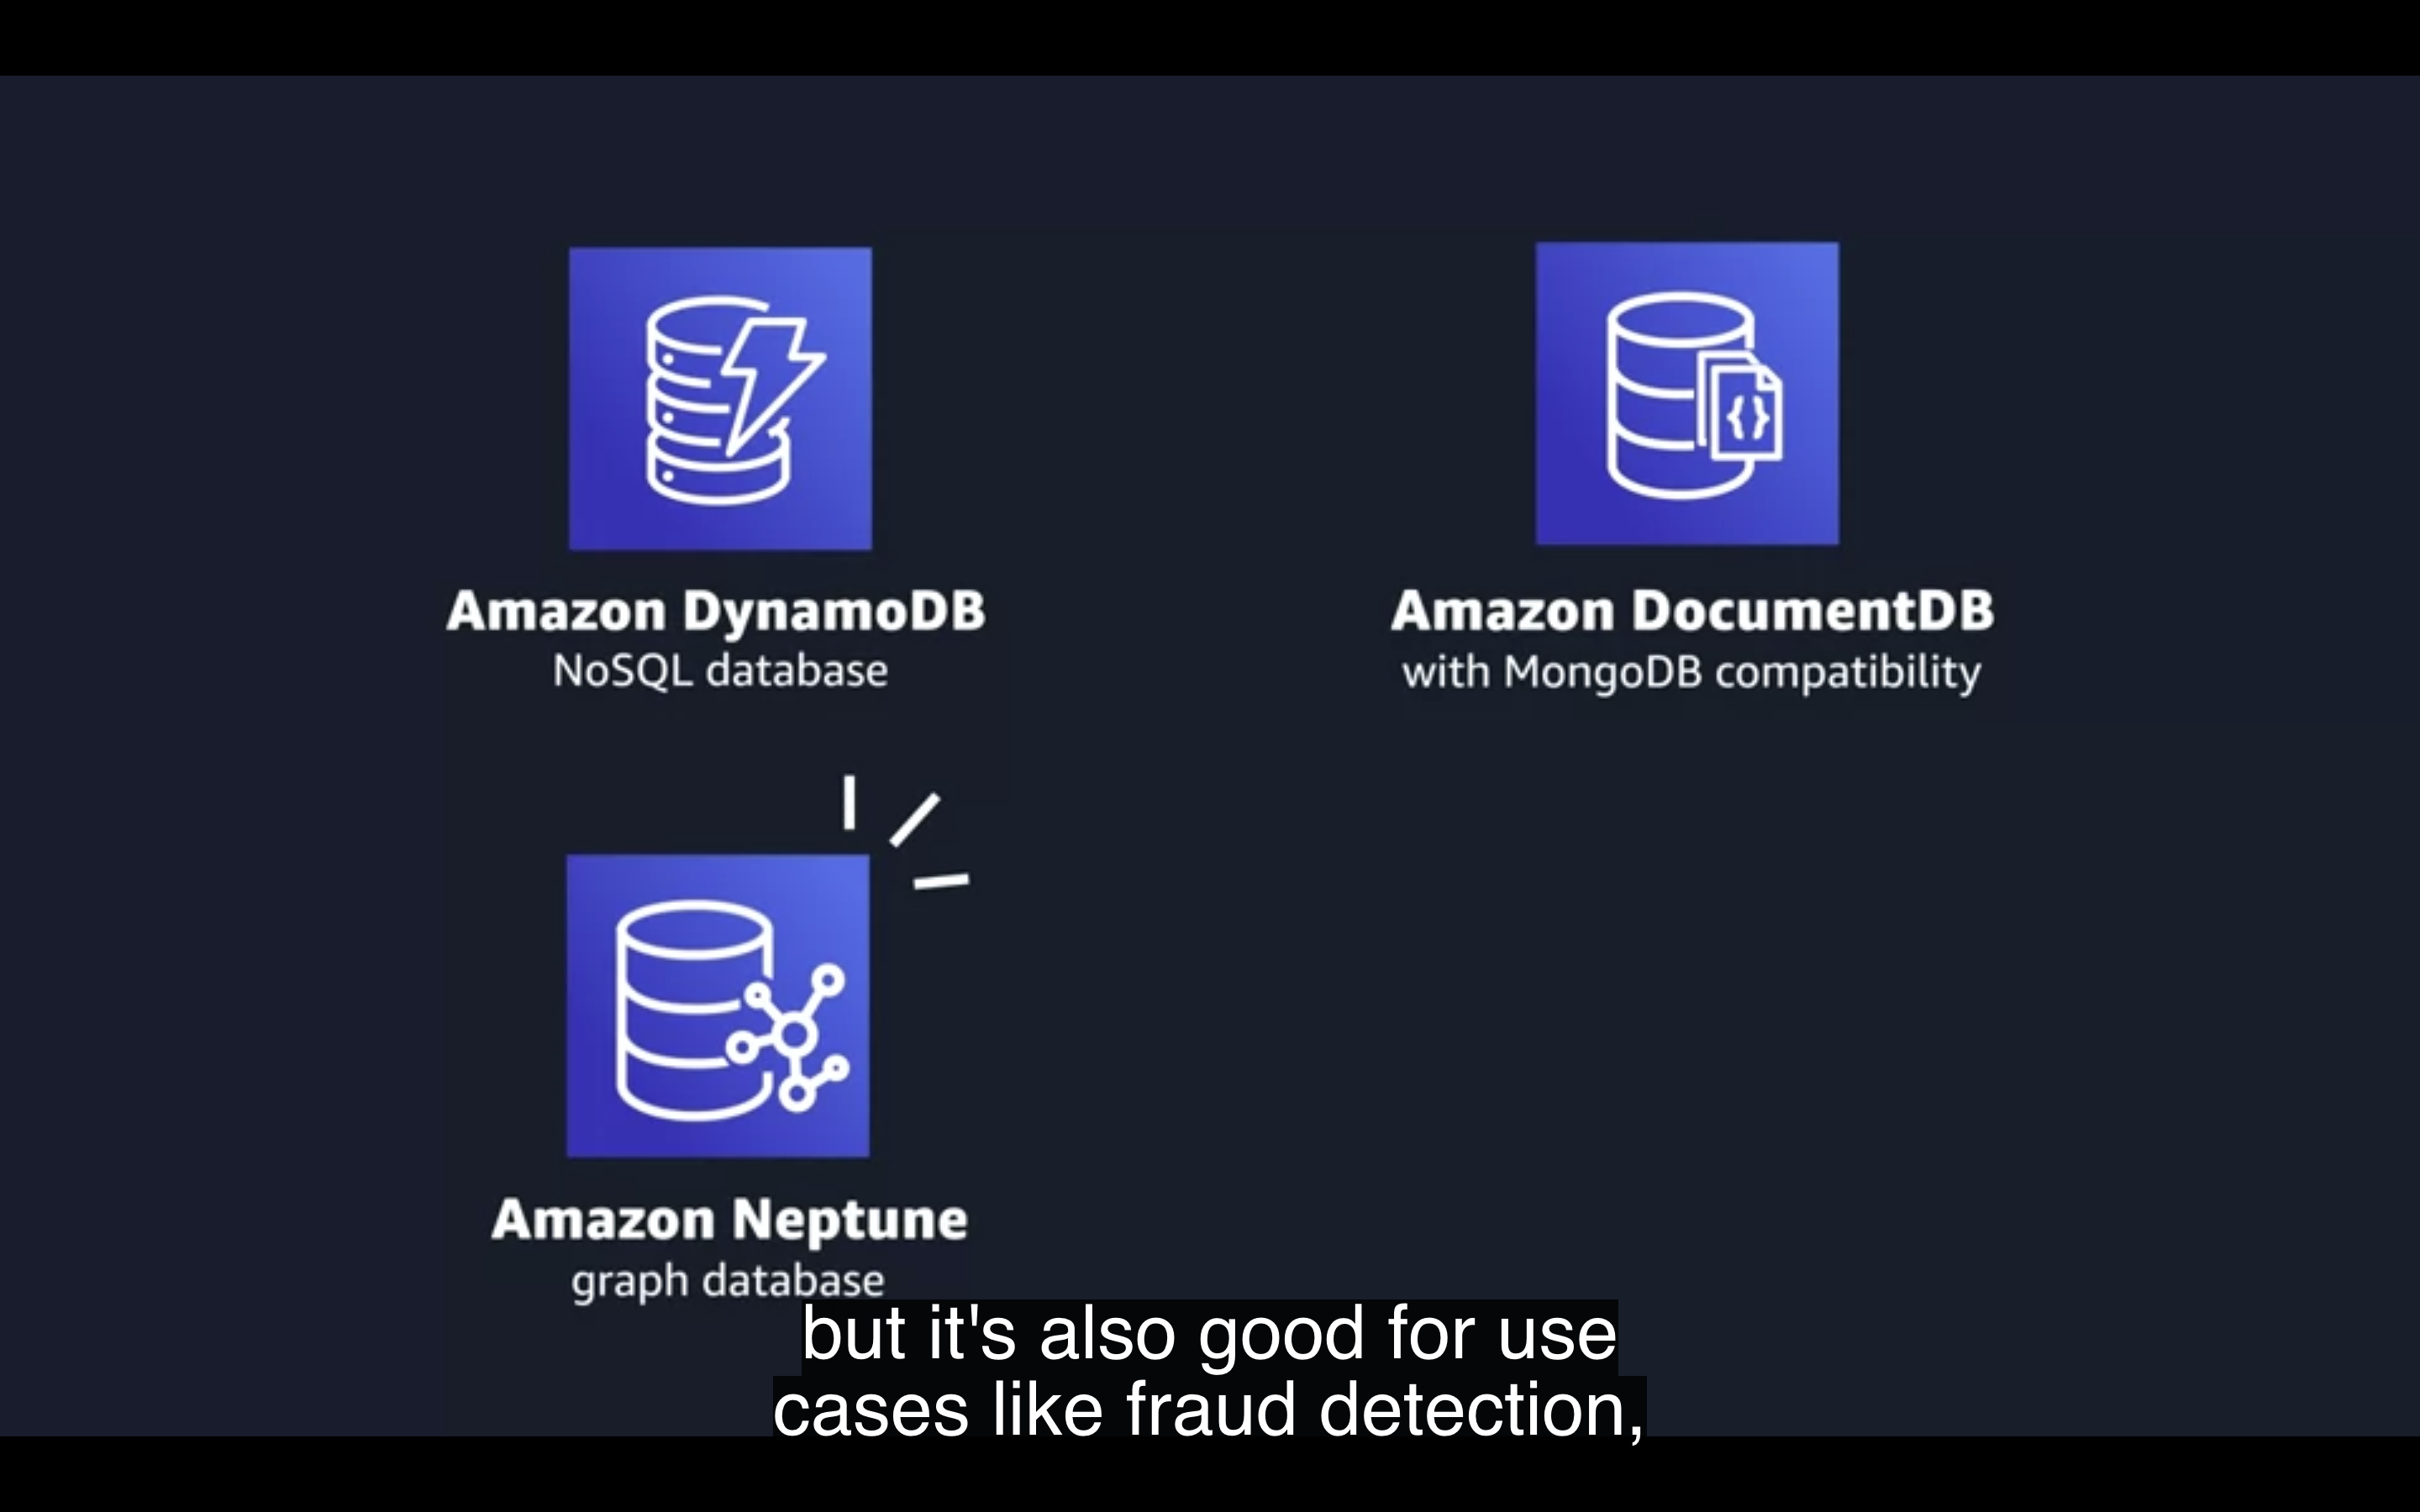 Amazon DynamoDB
NoSQL database
Amazon DocumentDB
with MongoDB compatibility
{}
Amazon Neptune
graph database
but it's also good for use
cases like fraud detection,